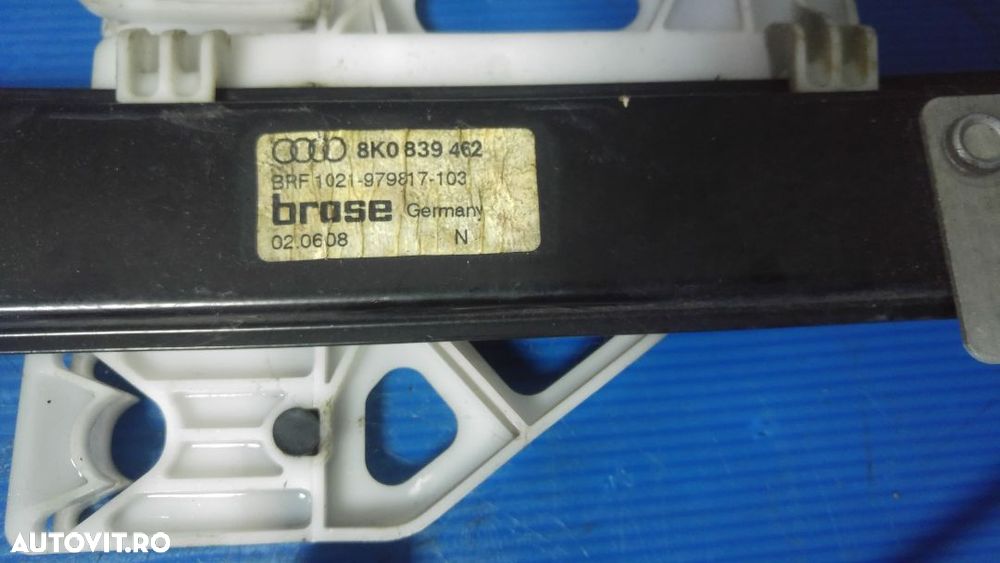 8K0 839 462
BRF 1021-979817-103
brose Germany
02.0608 N
AUTOVIT.RO